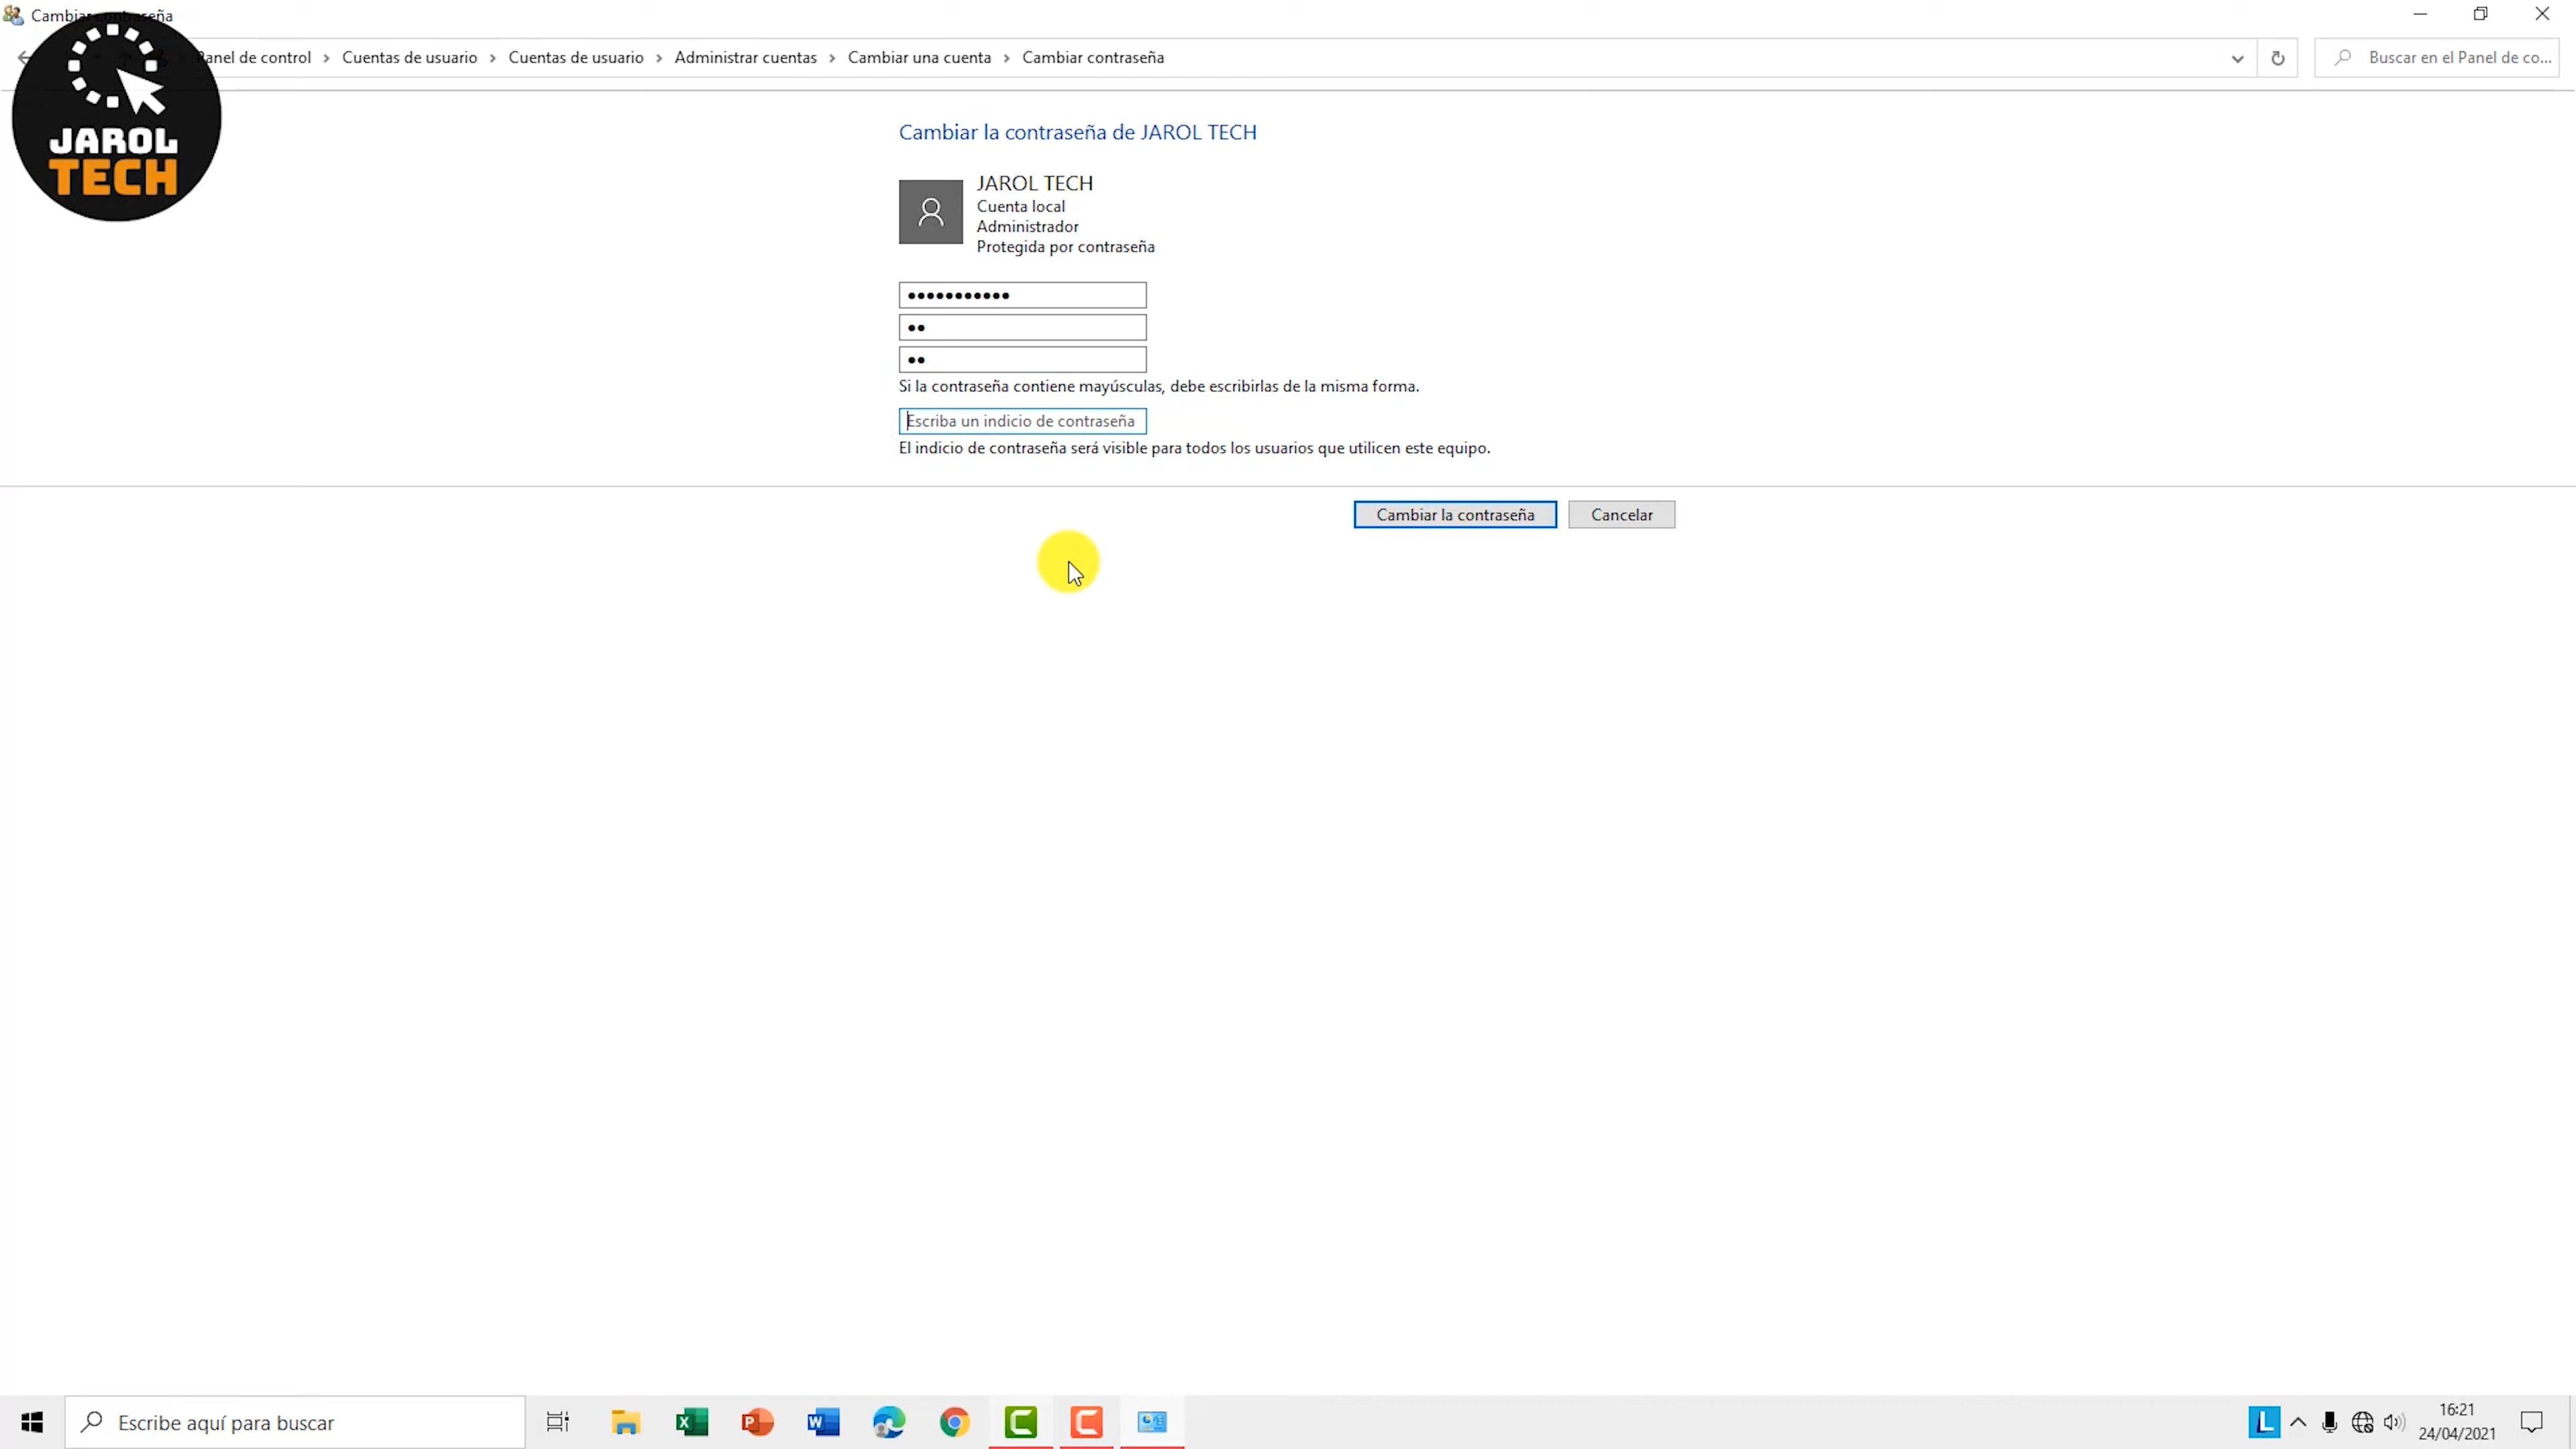 Cambiar contraseña
Panel de control > Cuentas de usuario > Cuentas de usuario > Administrar cuentas > Cambiar una cuenta > Cambiar contraseña
Buscar en el Panel de co...
JAROL
TECH
Cambiar la contraseña de JAROL TECH
JAROL TECH
Cuenta local
Administrador
Protegida por contraseña
•••••••••••
••
••
Si la contraseña contiene mayúsculas, debe escribirlas de la misma forma.
Escriba un indicio de contraseña
El indicio de contraseña será visible para todos los usuarios que utilicen este equipo.
Cambiar la contraseña
Cancelar
Escribe aquí para buscar
16:21
24/04/2021